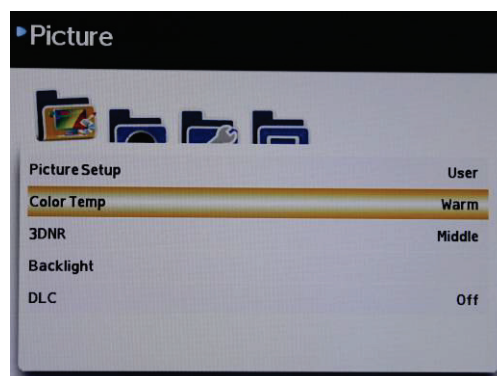 Picture
Picture Setup User
Color Temp Warm
3DNR Middle
Backlight
DLC Off